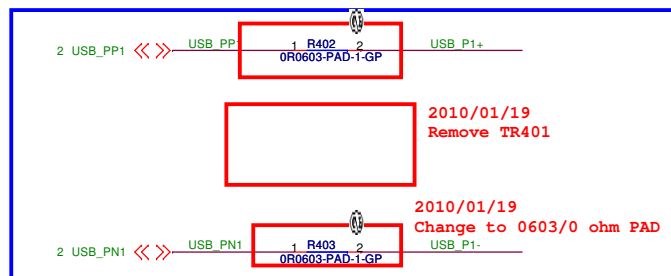 2 USB_PP1 USB_PP1 1 R402 2 USB_P1+
0R0603-PAD-1-GP
2010/01/19
Remove TR401
2010/01/19
Change to 0603/0 ohm PAD
2 USB_PN1 USB_PN1 1 R403 2 USB_P1-
0R0603-PAD-1-GP